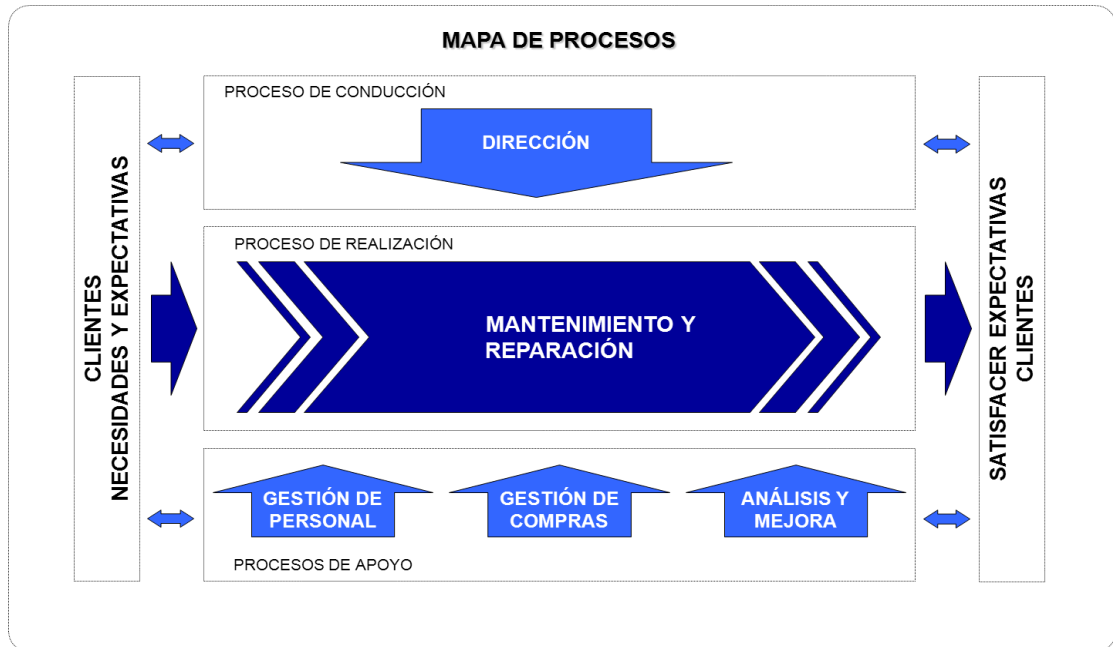 MAPA DE PROCESOS
CLIENTES
NECESIDADES Y EXPECTATIVAS
PROCESO DE CONDUCCIÓN
DIRECCIÓN
PROCESO DE REALIZACIÓN
MANTENIMIENTO Y
REPARACIÓN
GESTIÓN DE
PERSONAL
GESTIÓN DE
COMPRAS
ANÁLISIS Y
MEJORA
PROCESOS DE APOYO
SATISFACER EXPECTATIVAS
CLIENTES